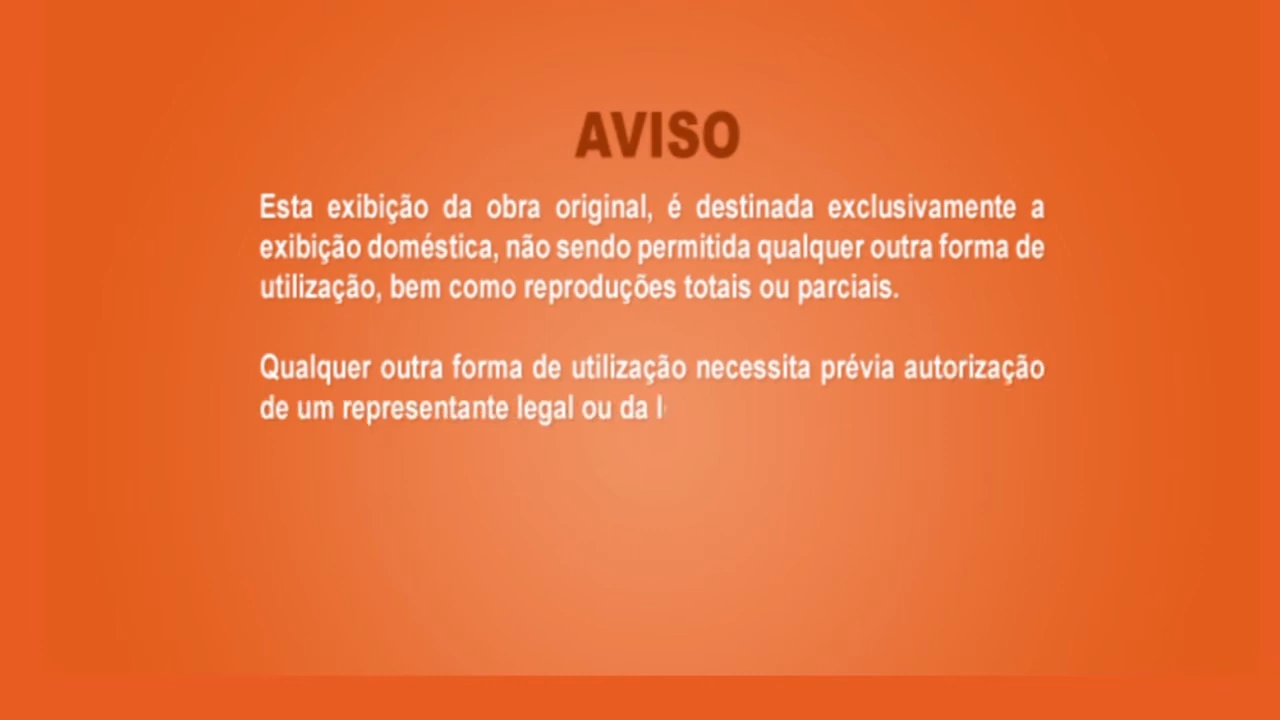 AVISO
Esta exibição da obra original, é destinada exclusivamente a
exibição doméstica, não sendo permitida qualquer outra forma de
utilização, bem como reproduções totais ou parciais.
Qualquer outra forma de utilização necessita prévia autorização
de um representante legal ou da l